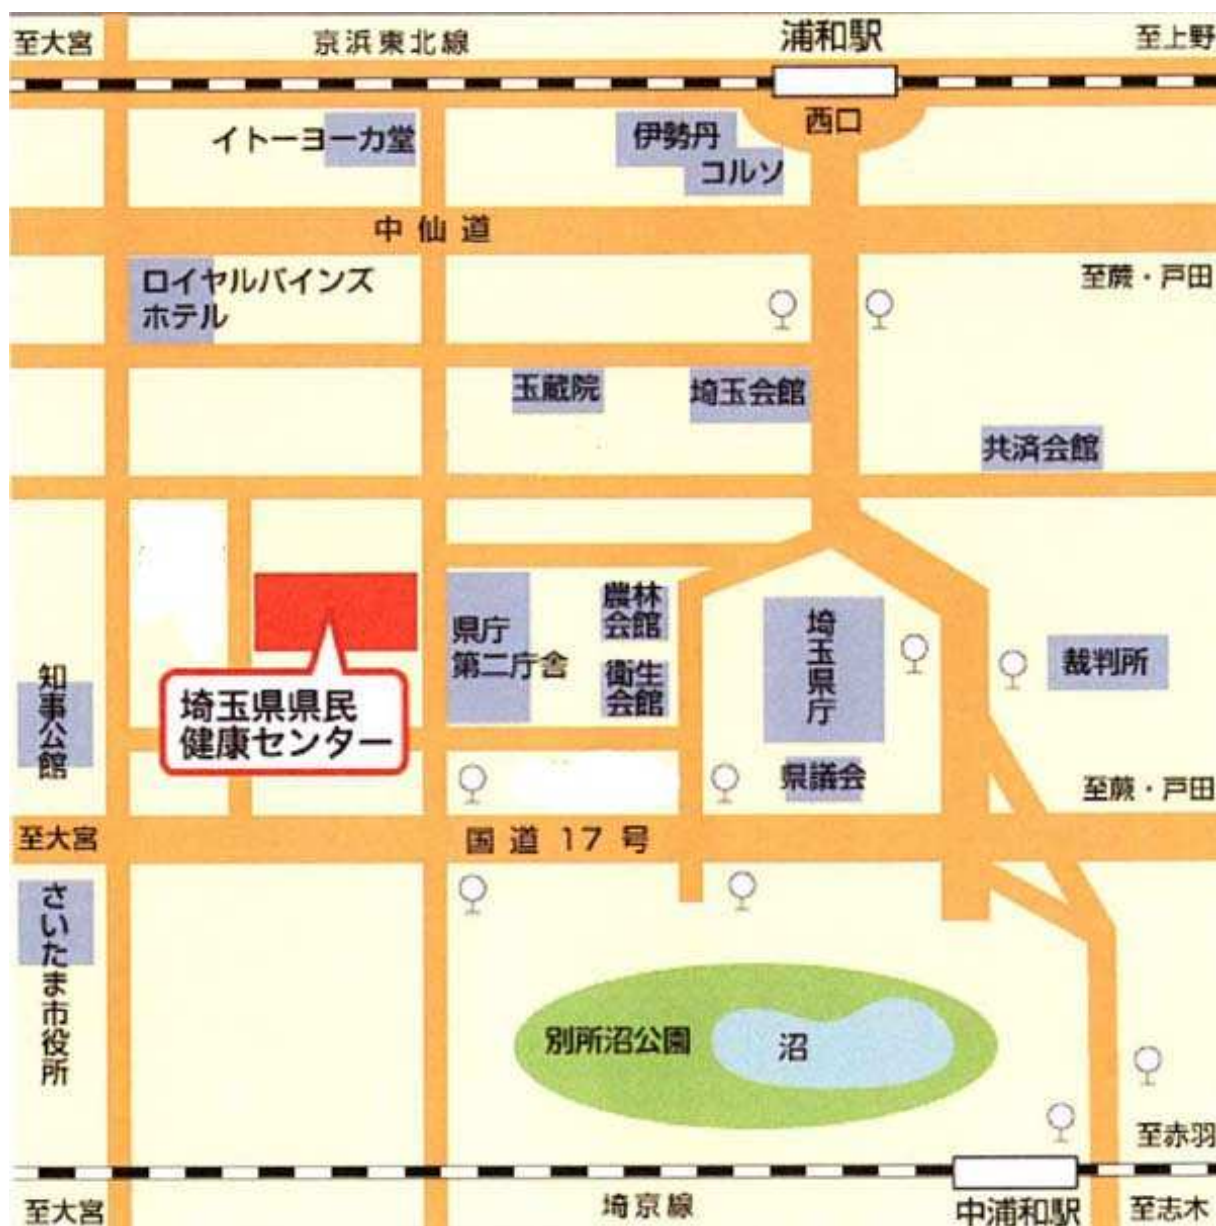 至大宮
京浜東北線
浦和駅
至上野
西口
イトーヨーカ堂
伊勢丹
コルソ
中仙道
ロイヤルパインズ
ホテル
至蕨・戸田
玉蔵院
埼玉会館
共済会館
農林
会館
県庁
第二庁舎
衛生
会館
埼玉県庁
裁判所
知事公館
埼玉県県民
健康センター
県議会
至蕨・戸田
至大宮
国道17号
さいたま市役所
別所沼公園
沼
至赤羽
至大宮
埼京線
中浦和駅
至志木